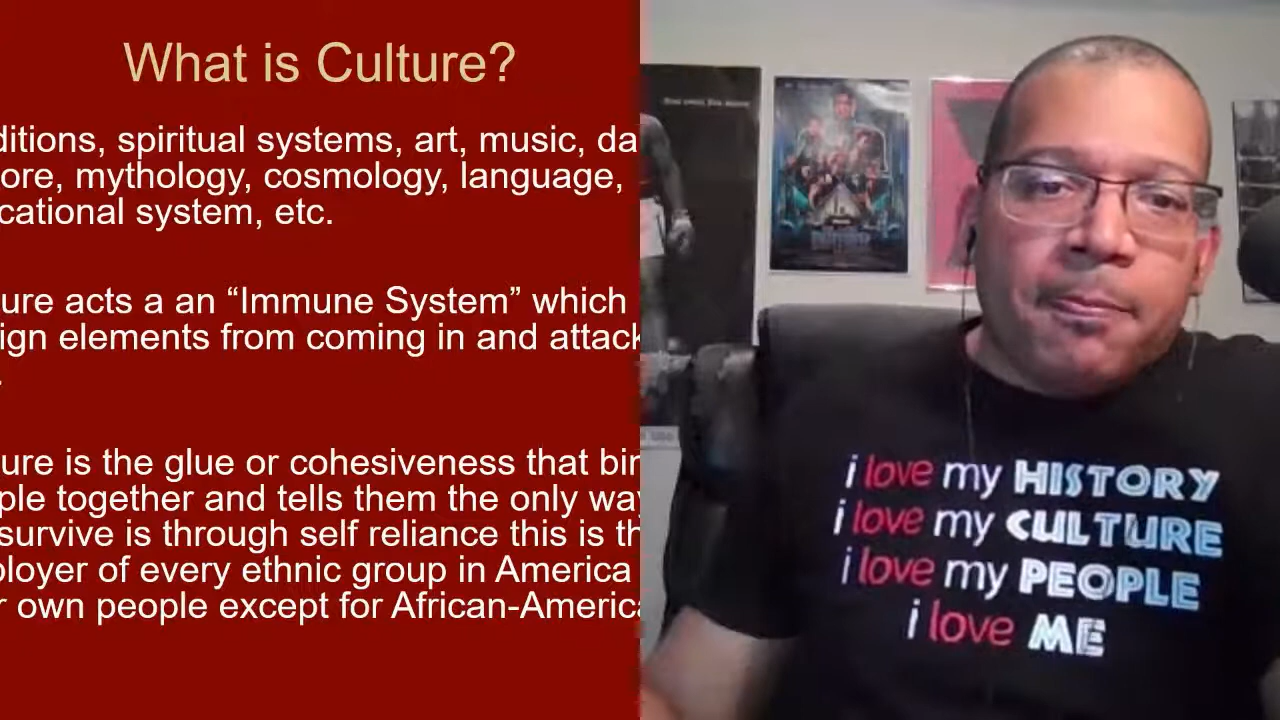 What is Culture?
ditions, spiritual systems, art, music, da
ore, mythology, cosmology, language,
cational system, etc.
ure acts a an “Immune System” which
ign elements from coming in and attack
.
ure is the glue or cohesiveness that bin
ple together and tells them the only way
survive is through self reliance this is th
ployer of every ethnic group in America
r own people except for African-America
i love my HISTORY
i love my CULTURE
i love my PEOPLE
i love ME